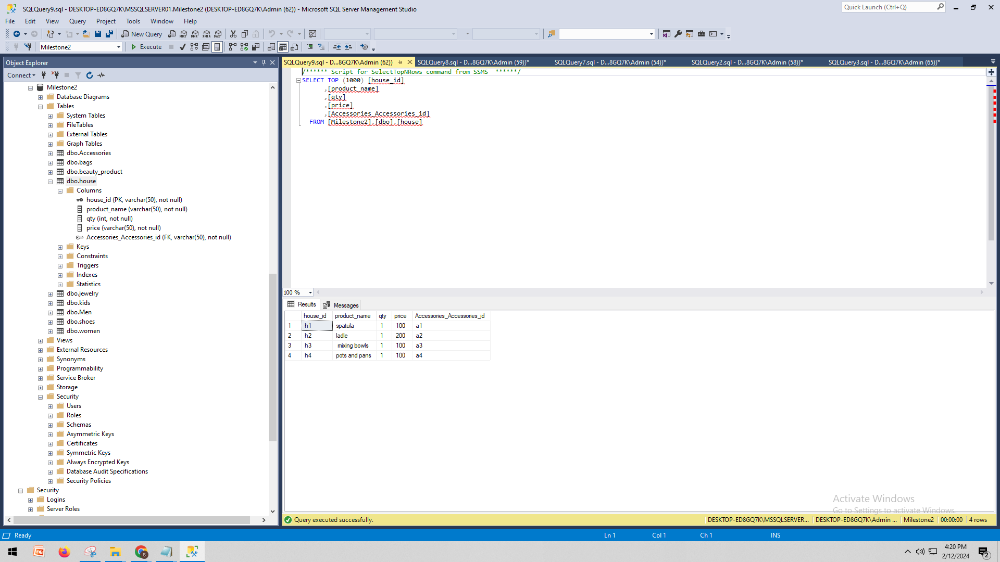 SQLQuery9.sql - DESKTOP-ED8GQ7K\MSSQLSERVER01.Milestone2 (DESKTOP-ED8GQ7K\Admin (62)) - Microsoft SQL Server Management Studio
Quick Launch (Ctrl+Q)
File Edit View Query Project Tools Window Help
New Query MDX DMX XMLA DAX
Milestone2 Execute
Object Explorer
Connect
Milestone2
Database Diagrams
Tables
System Tables
FileTables
External Tables
Graph Tables
dbo.Accessories
dbo.bags
dbo.beauty_product
dbo.house
Columns
house_id (PK, varchar(50), not null)
product_name (varchar(50), not null)
qty (int, not null)
price (varchar(50), not null)
Accessories_Accessories_id (FK, varchar(50), not null)
Keys
Constraints
Triggers
Indexes
Statistics
dbo.jewelry
dbo.kids
dbo.Men
dbo.shoes
dbo.women
Views
External Resources
Synonyms
Programmability
Service Broker
Storage
Security
Users
Roles
Schemas
Asymmetric Keys
Certificates
Symmetric Keys
Always Encrypted Keys
Database Audit Specifications
Security Policies
Security
Logins
Server Roles
SQLQuery9.sql - D...8GQ7K\Admin (62)) SQLQuery8.sql - D...8GQ7K\Admin (59))* SQLQuery7.sql - D...8GQ7K\Admin (54))* SQLQuery2.sql - D...8GQ7K\Admin (58))* SQLQuery3.sql - D...8GQ7K\Admin (65))*
/****** Script for SelectTopNRows command from SSMS  ******/
SELECT TOP (1000) [house_id]
,[product_name]
,[qty]
,[price]
,[Accessories_Accessories_id]
FROM [Milestone2].[dbo].[house]
100 %
Results Messages
house_id product_name qty price Accessories_Accessories_id
1 h1 spatula 1 100 a1
2 h2 ladle 1 200 a2
3 h3 mixing bowls 1 100 a3
4 h4 pots and pans 1 100 a4
Activate Windows
Go to Settings to activate Windows.
Query executed successfully. DESKTOP-ED8GQ7K\MSSQLSERVER... DESKTOP-ED8GQ7K\Admin ... Milestone2 00:00:00 4 rows
Ready Ln 1 Col 1 Ch 1 INS
4:20 PM
2/12/2024
2